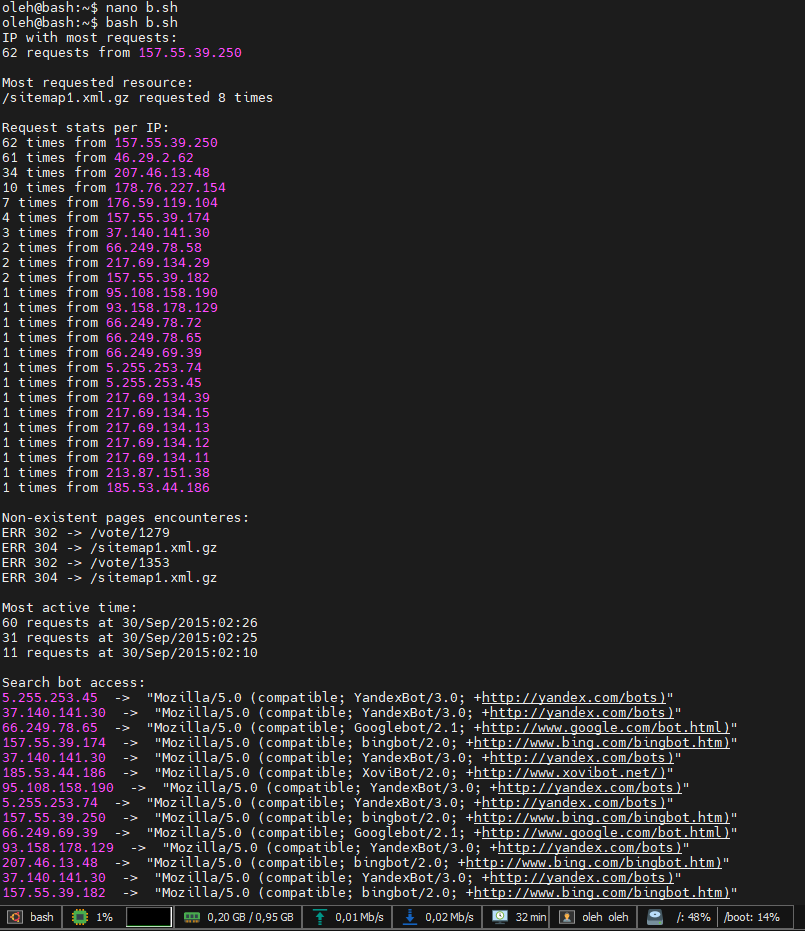 oleh@bash:~$ nano b.sh
oleh@bash:~$ bash b.sh
IP with most requests:
62 requests from 157.55.39.250
Most requested resource:
/sitemap1.xml.gz requested 8 times
Request stats per IP:
62 times from 157.55.39.250
61 times from 46.29.2.62
34 times from 207.46.13.48
10 times from 178.76.227.154
7 times from 176.59.119.104
4 times from 157.55.39.174
3 times from 37.140.141.30
2 times from 66.249.78.58
2 times from 217.69.134.29
2 times from 157.55.39.182
1 times from 95.108.158.190
1 times from 93.158.178.129
1 times from 66.249.78.72
1 times from 66.249.78.65
1 times from 66.249.69.39
1 times from 5.255.253.74
1 times from 5.255.253.45
1 times from 217.69.134.39
1 times from 217.69.134.15
1 times from 217.69.134.13
1 times from 217.69.134.12
1 times from 217.69.134.11
1 times from 213.87.151.38
1 times from 185.53.44.186
Non-existent pages encounteres:
ERR 302 -> /vote/1279
ERR 304 -> /sitemap1.xml.gz
ERR 302 -> /vote/1353
ERR 304 -> /sitemap1.xml.gz
Most active time:
60 requests at 30/Sep/2015:02:26
31 requests at 30/Sep/2015:02:25
11 requests at 30/Sep/2015:02:10
Search bot access:
5.255.253.45  ->  "Mozilla/5.0 (compatible; YandexBot/3.0; +http://yandex.com/bots)"
37.140.141.30  ->  "Mozilla/5.0 (compatible; YandexBot/3.0; +http://yandex.com/bots)"
66.249.78.65  ->  "Mozilla/5.0 (compatible; Googlebot/2.1; +http://www.google.com/bot.html)"
157.55.39.174  ->  "Mozilla/5.0 (compatible; bingbot/2.0; +http://www.bing.com/bingbot.htm)"
37.140.141.30  ->  "Mozilla/5.0 (compatible; YandexBot/3.0; +http://yandex.com/bots)"
185.53.44.186  ->  "Mozilla/5.0 (compatible; XoviBot/2.0; +http://www.xovibot.net/)"
95.108.158.190  ->  "Mozilla/5.0 (compatible; YandexBot/3.0; +http://yandex.com/bots)"
5.255.253.74  ->  "Mozilla/5.0 (compatible; YandexBot/3.0; +http://yandex.com/bots)"
157.55.39.250  ->  "Mozilla/5.0 (compatible; bingbot/2.0; +http://www.bing.com/bingbot.htm)"
66.249.69.39  ->  "Mozilla/5.0 (compatible; Googlebot/2.1; +http://www.google.com/bot.html)"
93.158.178.129  ->  "Mozilla/5.0 (compatible; YandexBot/3.0; +http://yandex.com/bots)"
207.46.13.48  ->  "Mozilla/5.0 (compatible; bingbot/2.0; +http://www.bing.com/bingbot.htm)"
37.140.141.30  ->  "Mozilla/5.0 (compatible; YandexBot/3.0; +http://yandex.com/bots)"
157.55.39.182  ->  "Mozilla/5.0 (compatible; bingbot/2.0; +http://www.bing.com/bingbot.htm)"
bash 1% 0,20 GB / 0,95 GB 0,01 Mb/s 0,02 Mb/s 32 min oleh oleh /: 48% /boot: 14%